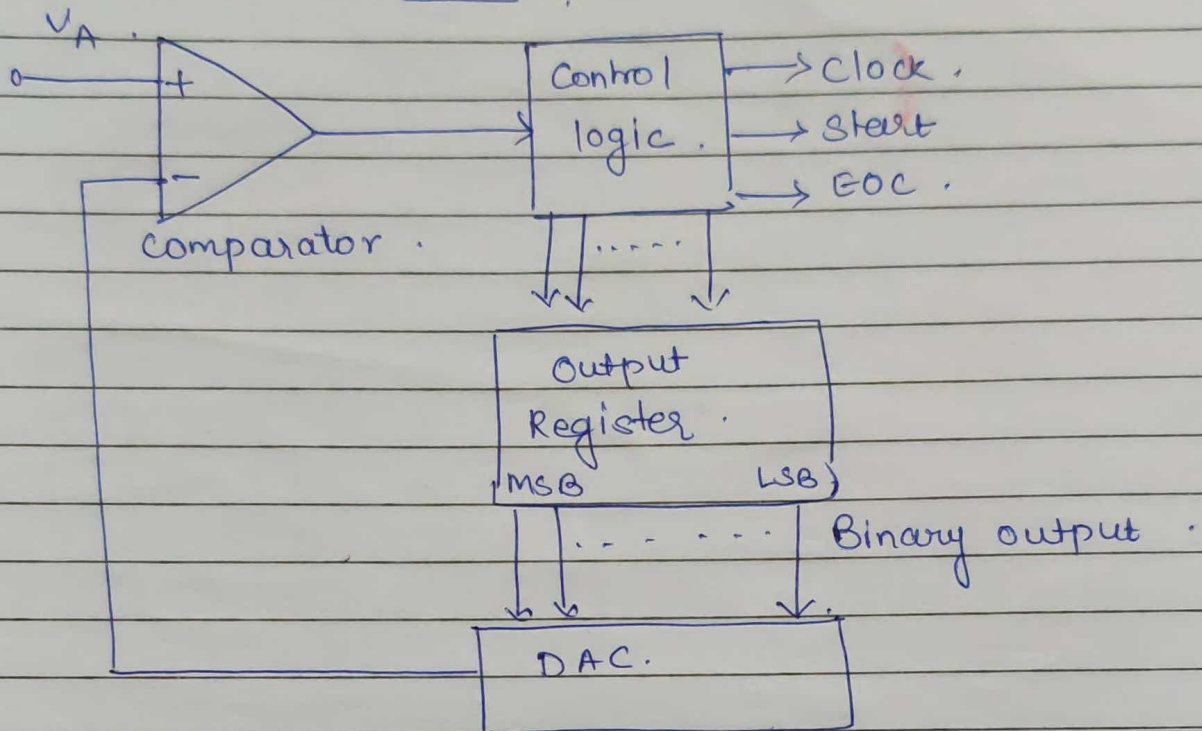 VA.
+
-
Comparator.
Control
logic.
Clock.
Start
EOC.
Output
Register.
MSB LSB
Binary output.
DAC.